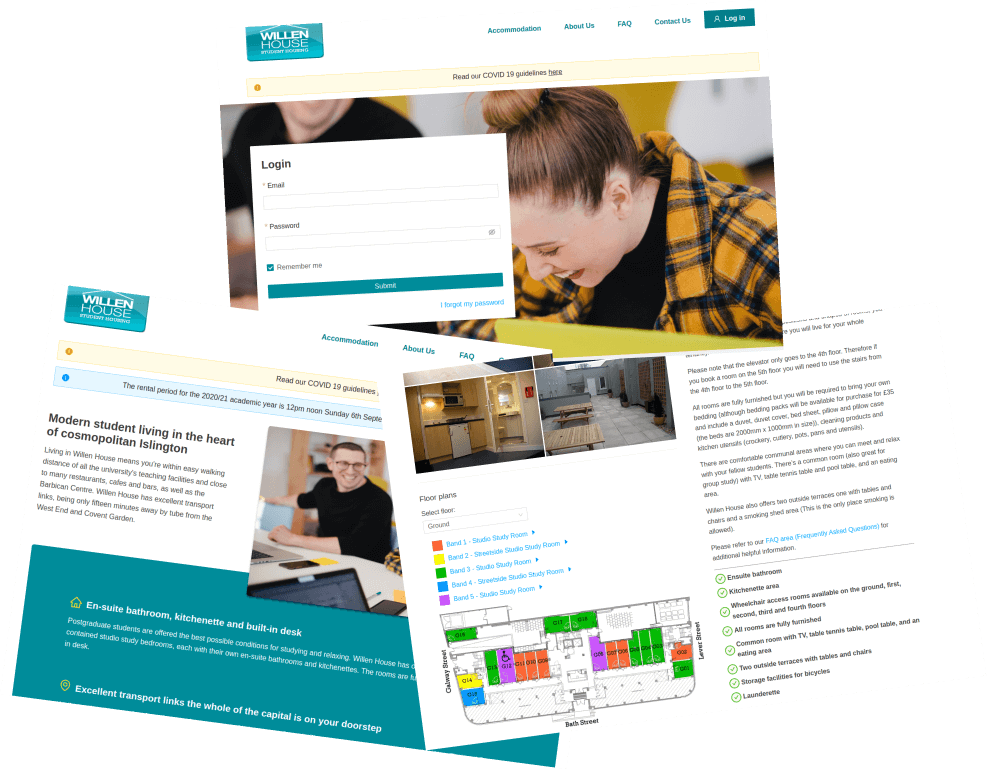 WILLEN
HOUSE
STUDENT HOUSING
Accommodation
About Us
FAQ
Contact Us
Log in
Read our COVID 19 guidelines here
Login
* Email
* Password
Remember me
Submit
I forgot my password
WILLEN
HOUSE
STUDENT HOUSING
Accommodation
About Us
FAQ
Read our COVID 19 guidelines
The rental period for the 2020/21 academic year is 12pm noon Sunday 6th Septe
Modern student living in the heart
of cosmopolitan Islington
Living in Willen House means you're within easy walking
distance of all the university's teaching facilities and close
to many restaurants, cafes and bars, as well as the
Barbican Centre. Willen House has excellent transport
links, being only fifteen minutes away by tube from the
West End and Covent Garden.
En-suite bathroom, kitchenette and built-in desk
Postgraduate students are offered the best possible conditions for studying and relaxing. Willen House has
contained studio study bedrooms, each with their own en-suite bathrooms and kitchenettes. The rooms are fu
in desk.
Excellent transport links the whole of the capital is on your doorstep
Floor plans
Select floor:
Ground
Band 1 - Studio Study Room
Band 2 - Streetside Studio Study Room
Band 3 - Studio Study Room
Band 4 - Streetside Studio Study Room
Band 5 - Studio Study Room
Galway Street
Lever Street
Bath Street
G14
G12
G11
G10
G08
G07
G06
G02
G01
re you will live for your whole
Please note that the elevator only goes to the 4th floor. Therefore if
you book a room on the 5th floor you will need to use the stairs from
the 4th floor to the 5th floor.
All rooms are fully furnished but you will be required to bring your own
bedding (although bedding packs will be available for purchase for £35
and include a duvet, duvet cover, bed sheet, pillow and pillow case
(the beds are 2000mm x 1000mm in size)), cleaning products and
kitchen utensils (crockery, cutlery, pots, pans and utensils).
There are comfortable communal areas where you can meet and relax
with your fellow students. There's a common room (also great for
group study) with TV, table tennis table and pool table, and an eating
area.
Willen House also offers two outside terraces one with tables and
chairs and a smoking shed area (This is the only place smoking is
allowed).
Please refer to our FAQ area (Frequently Asked Questions) for
additional helpful information.
Ensuite bathroom
Kitchenette area
Wheelchair access rooms available on the ground, first,
second, third and fourth floors
All rooms are fully furnished
Common room with TV, table tennis table, pool table, and an
eating area
Two outside terraces with tables and chairs
Storage facilities for bicycles
Launderette